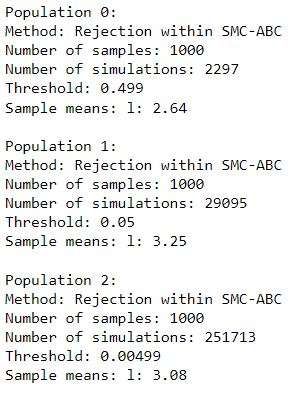 Population 0:
Method: Rejection within SMC-ABC
Number of samples: 1000
Number of simulations: 2297
Threshold: 0.499
Sample means: l: 2.64
Population 1:
Method: Rejection within SMC-ABC
Number of samples: 1000
Number of simulations: 29095
Threshold: 0.05
Sample means: l: 3.25
Population 2:
Method: Rejection within SMC-ABC
Number of samples: 1000
Number of simulations: 251713
Threshold: 0.00499
Sample means: l: 3.08